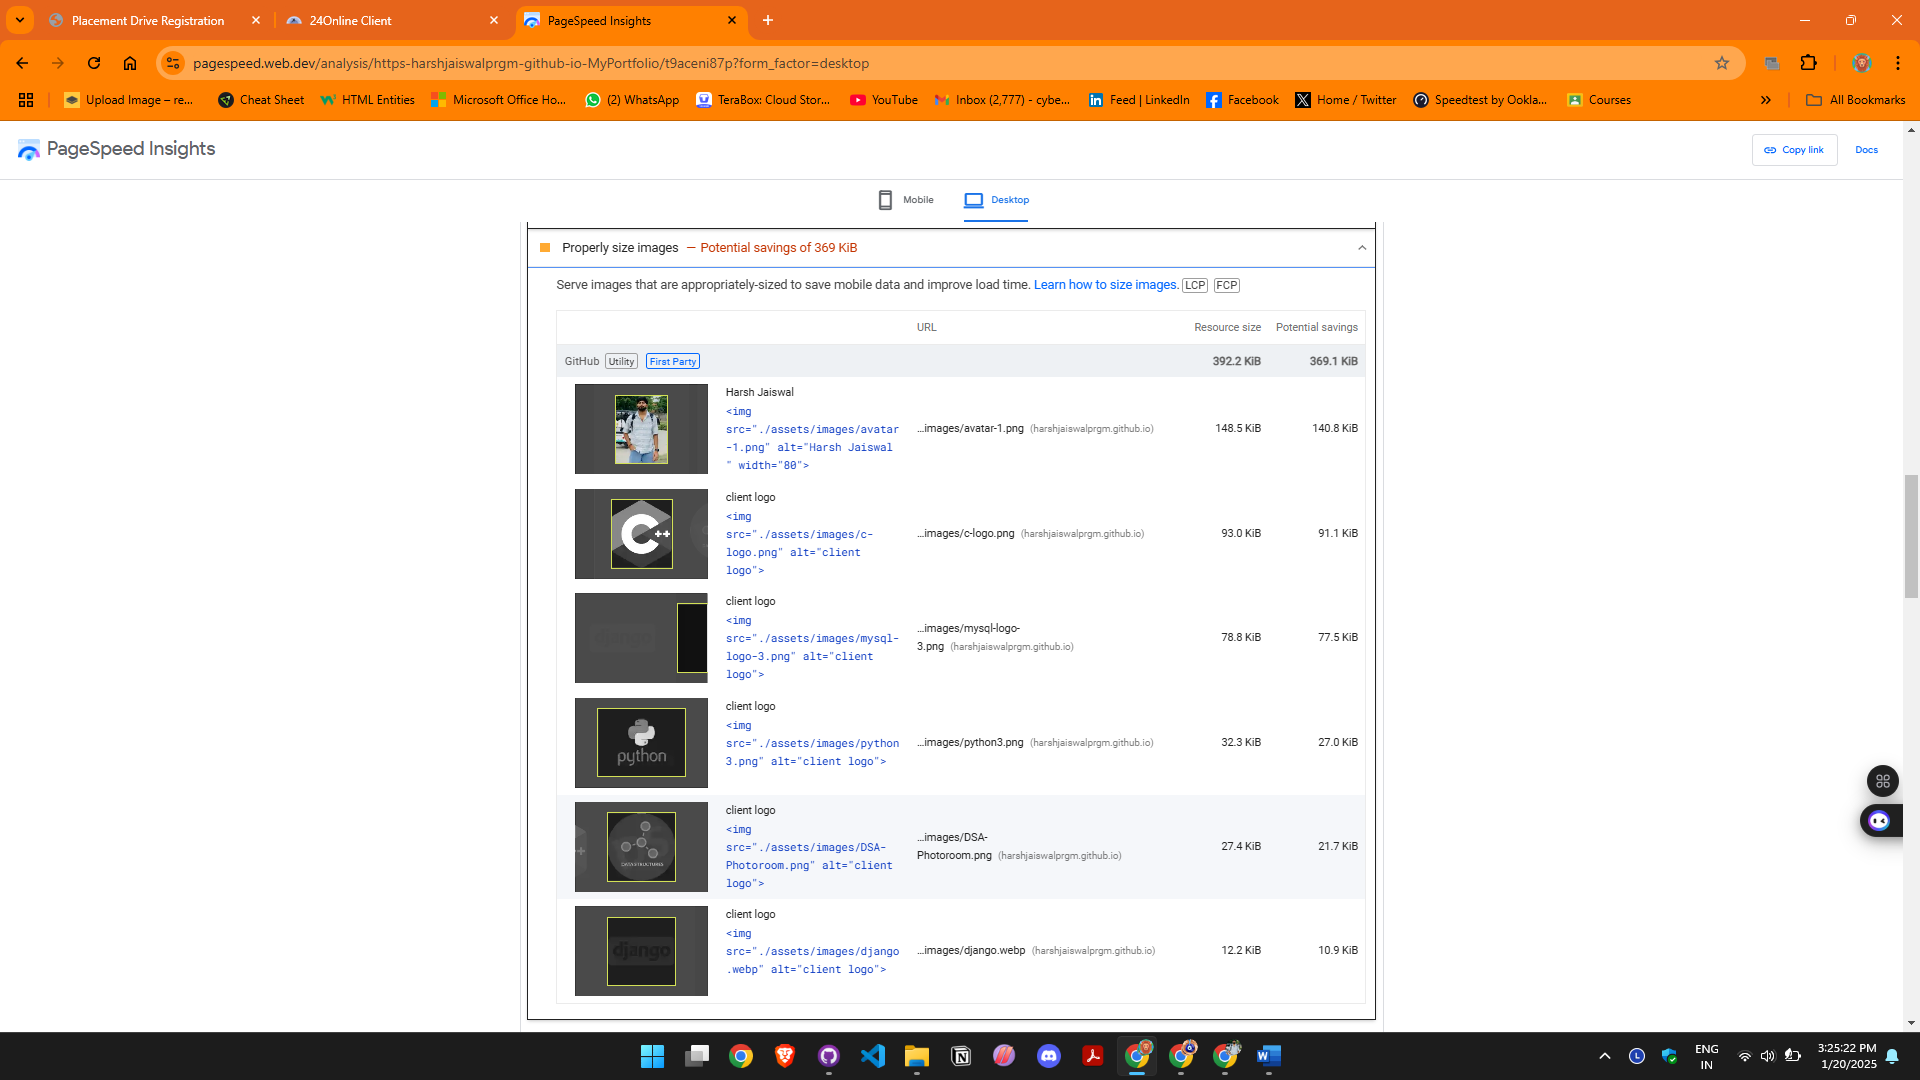 Placement Drive Registration
24Online Client
PageSpeed Insights
pagespeed.web.dev/analysis/https-harshjaiswalprgm-github-io-MyPortfolio/t9aceni87p?form_factor=desktop
Upload Image – re...
Cheat Sheet
HTML Entities
Microsoft Office Ho...
(2) WhatsApp
TeraBox: Cloud Stor...
YouTube
Inbox (2,777) - cybe...
Feed | LinkedIn
Facebook
Home / Twitter
Speedtest by Ookla...
Courses
All Bookmarks
PageSpeed Insights
Copy link
Docs
Mobile
Desktop
Properly size images — Potential savings of 369 KiB
Serve images that are appropriately-sized to save mobile data and improve load time. Learn how to size images. LCP FCP
URL Resource size Potential savings
GitHub Utility First Party 392.2 KiB 369.1 KiB
Harsh Jaiswal
<img
src="./assets/images/avatar
-1.png" alt="Harsh Jaiswal
" width="80">
...images/avatar-1.png (harshjaiswalprgm.github.io)
148.5 KiB 140.8 KiB
C++
client logo
<img
src="./assets/images/c-
logo.png" alt="client
logo">
...images/c-logo.png (harshjaiswalprgm.github.io)
93.0 KiB 91.1 KiB
django
client logo
<img
src="./assets/images/mysql-
logo-3.png" alt="client
logo">
...images/mysql-logo-
3.png (harshjaiswalprgm.github.io)
78.8 KiB 77.5 KiB
python
client logo
<img
src="./assets/images/python
3.png" alt="client logo">
...images/python3.png (harshjaiswalprgm.github.io)
32.3 KiB 27.0 KiB
DATA STRUCTURES
client logo
<img
src="./assets/images/DSA-
Photoroom.png" alt="client
logo">
...images/DSA-
Photoroom.png (harshjaiswalprgm.github.io)
27.4 KiB 21.7 KiB
django
client logo
<img
src="./assets/images/django
.webp" alt="client logo">
...images/django.webp (harshjaiswalprgm.github.io)
12.2 KiB 10.9 KiB
ENG
IN
3:25:22 PM
1/20/2025